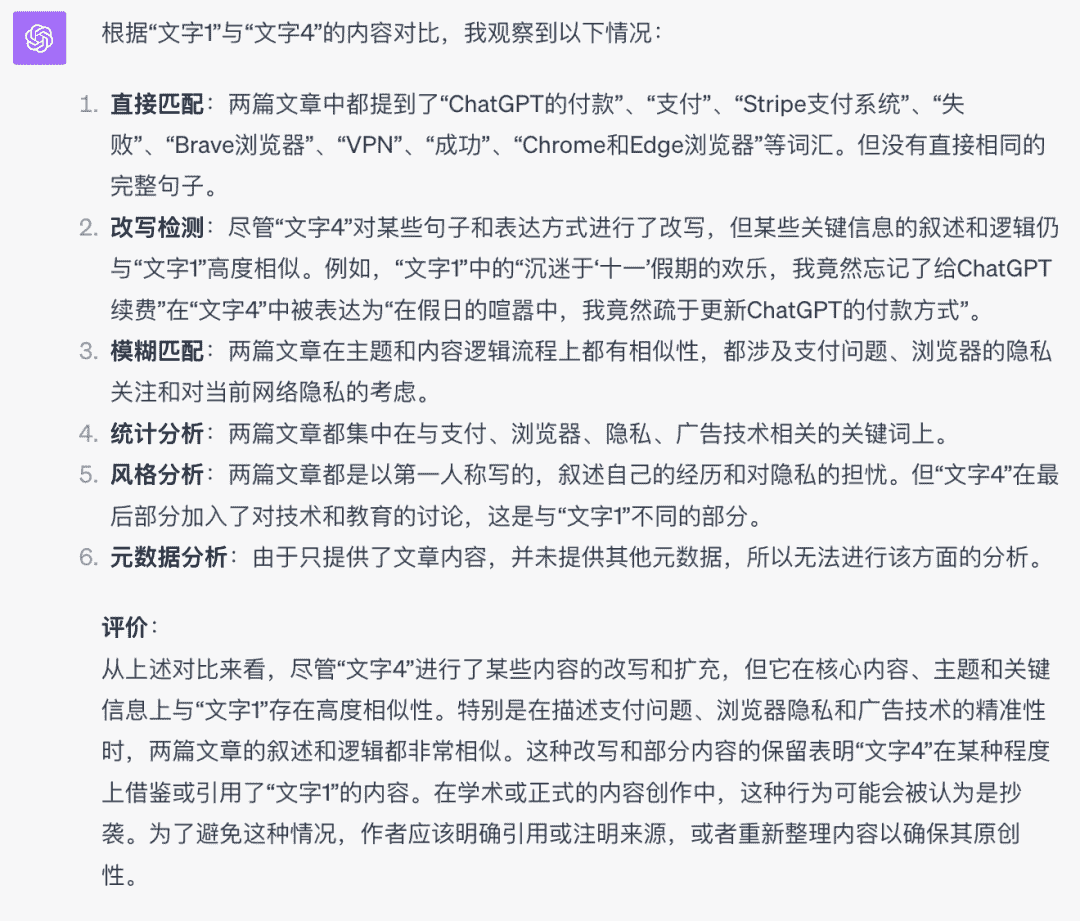 根据“文字1”与“文字4”的内容对比，我观察到以下情况：
1. 直接匹配：两篇文章中都提到了“ChatGPT的付款”、“支付”、“Stripe支付系统”、“失
败”、“Brave浏览器”、“VPN”、“成功”、“Chrome和Edge浏览器”等词汇。但没有直接相同的
完整句子。
2. 改写检测：尽管“文字4”对某些句子和表达方式进行了改写，但某些关键信息的叙述和逻辑仍
与“文字1”高度相似。例如，“文字1”中的“沉迷于‘十一’假期的欢乐，我竟然忘记了给ChatGPT
续费”在“文字4”中被表达为“在假日的喧嚣中，我竟然疏于更新ChatGPT的付款方式”。
3. 模糊匹配：两篇文章在主题和内容逻辑流程上都有相似性，都涉及支付问题、浏览器的隐私
关注和对当前网络隐私的考虑。
4. 统计分析：两篇文章都集中在与支付、浏览器、隐私、广告技术相关的关键词上。
5. 风格分析：两篇文章都是以第一人称写的，叙述自己的经历和对隐私的担忧。但“文字4”在最
后部分加入了对技术和教育的讨论，这是与“文字1”不同的部分。
6. 元数据分析：由于只提供了文章内容，并未提供其他元数据，所以无法进行该方面的分析。
评价：
从上述对比来看，尽管“文字4”进行了某些内容的改写和扩充，但它在核心内容、主题和关键
信息上与“文字1”存在高度相似性。特别是在描述支付问题、浏览器隐私和广告技术的精准性
时，两篇文章的叙述和逻辑都非常相似。这种改写和部分内容的保留表明“文字4”在某种程度
上借鉴或引用了“文字1”的内容。在学术或正式的内容创作中，这种行为可能会被认为是抄
袭。为了避免这种情况，作者应该明确引用或注明来源，或者重新整理内容以确保其原创
性。